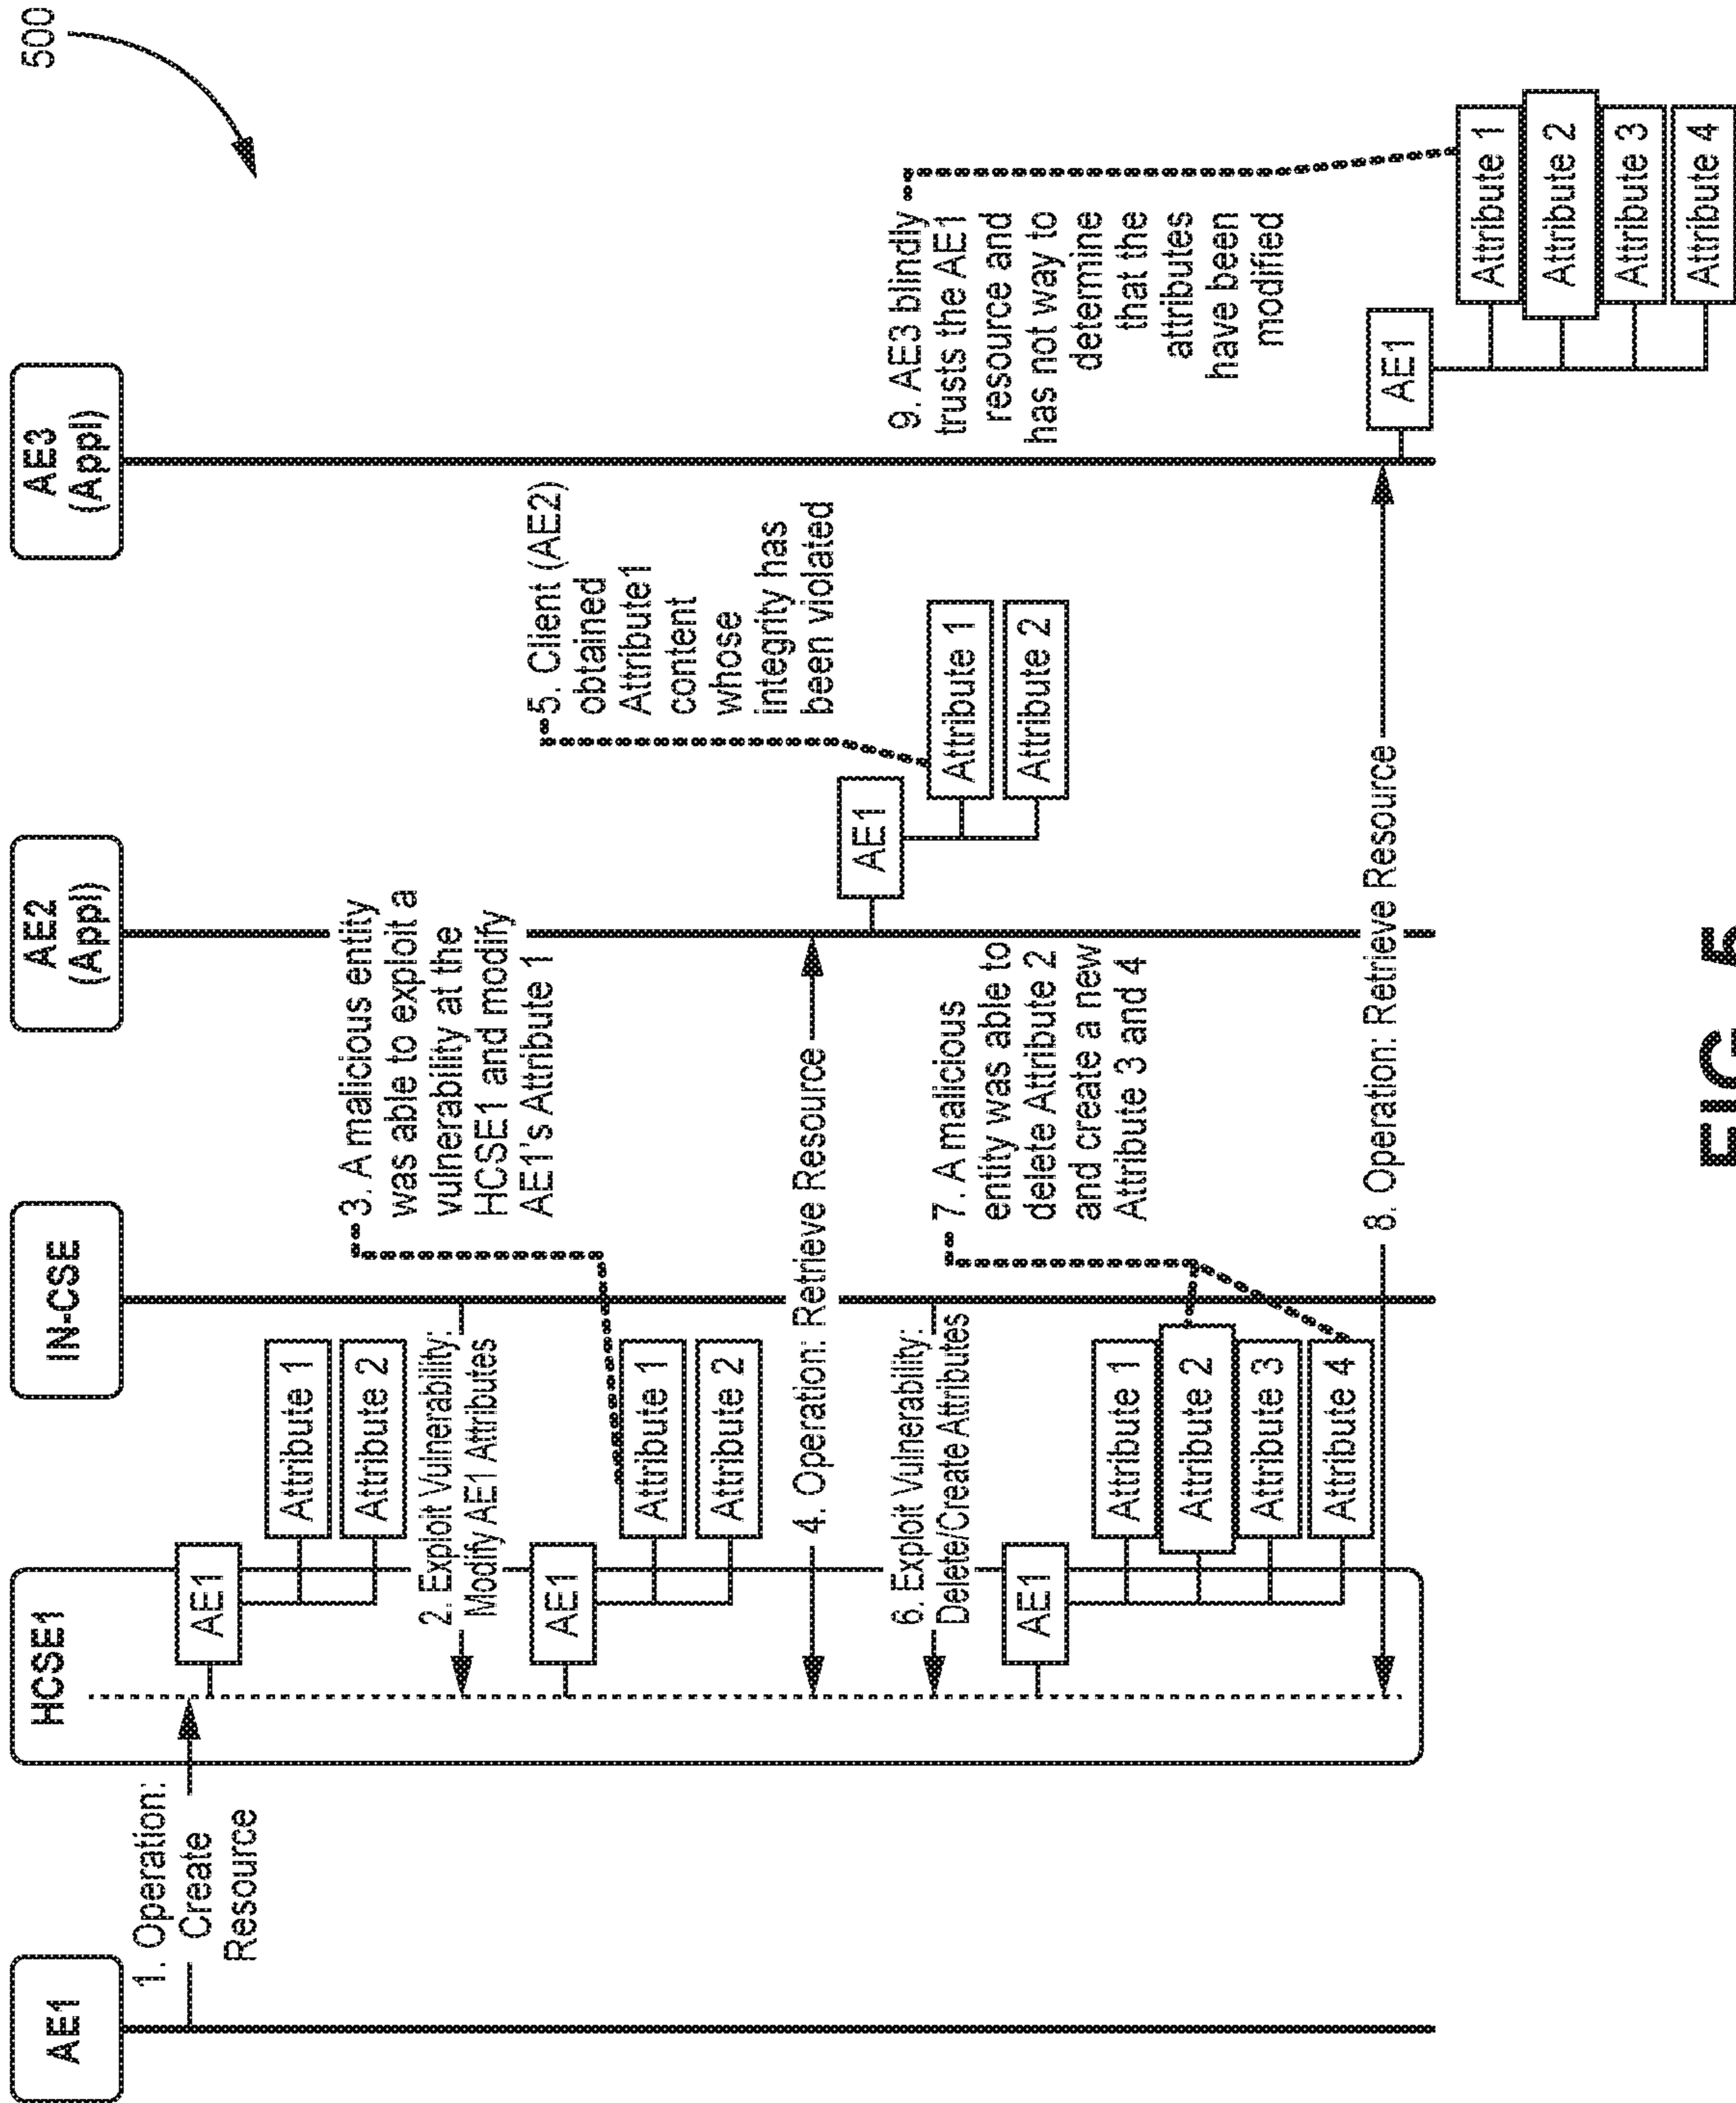 500
AE1
HCSE1
IN-CSE
AE2
(Appl)
AE3
(Appl)
1. Operation:
Create
Resource
AE1
Attribute 1
Attribute 2
2. Exploit Vulnerability:
Modify AE1 Attributes
3. A malicious entity
was able to exploit a
vulnerability at the
HCSE1 and modify
AE1's Attribute 1
AE1
Attribute 1
Attribute 2
4. Operation: Retrieve Resource
5. Client (AE2)
obtained
Attribute1
content
whose
integrity has
been violated
AE1
Attribute 1
Attribute 2
6. Exploit Vulnerability:
Delete/Create Attributes
7. A malicious
entity was able to
delete Attribute 2
and create a new
Attribute 3 and 4
AE1
Attribute 1
Attribute 2
Attribute 3
Attribute 4
8. Operation: Retrieve Resource
9. AE3 blindly
trusts the AE1
resource and
has not way to
determine
that the
attributes
have been
modified
AE1
Attribute 1
Attribute 2
Attribute 3
Attribute 4
FIG. 5